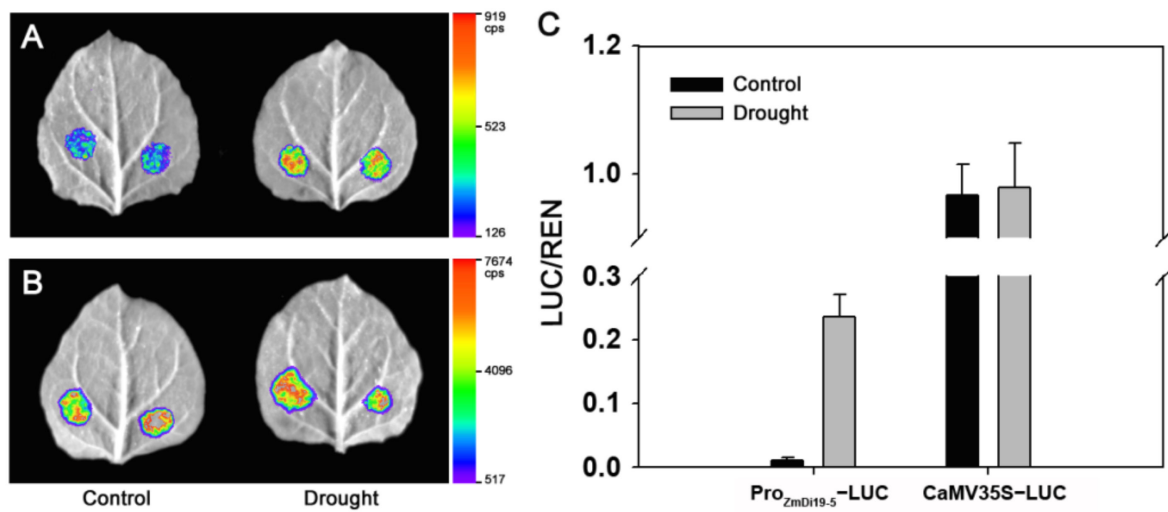 A
919
cps
523
126
B
7674
cps
4096
517
Control
Drought
C
1.2
1.0
0.3
0.2
0.1
0.0
LUC/REN
Control
Drought
ProZmDi19-5–LUC
CaMV35S–LUC